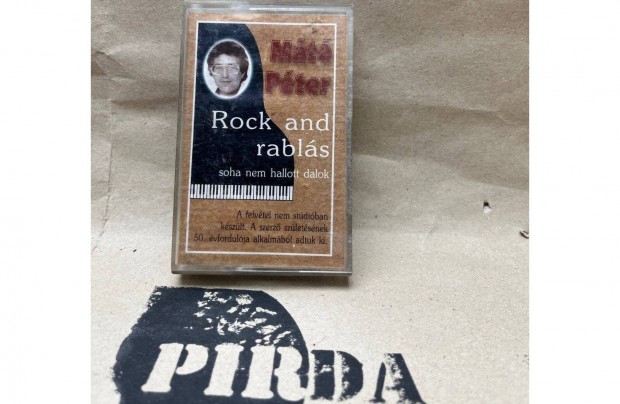 Máté
Péter
Rock and
rablás
soha nem hallott dalok
A felvétel nem stúdióban
készült. A szerző születésének
50. évfordulója alkalmából adtuk ki.
PIRDA